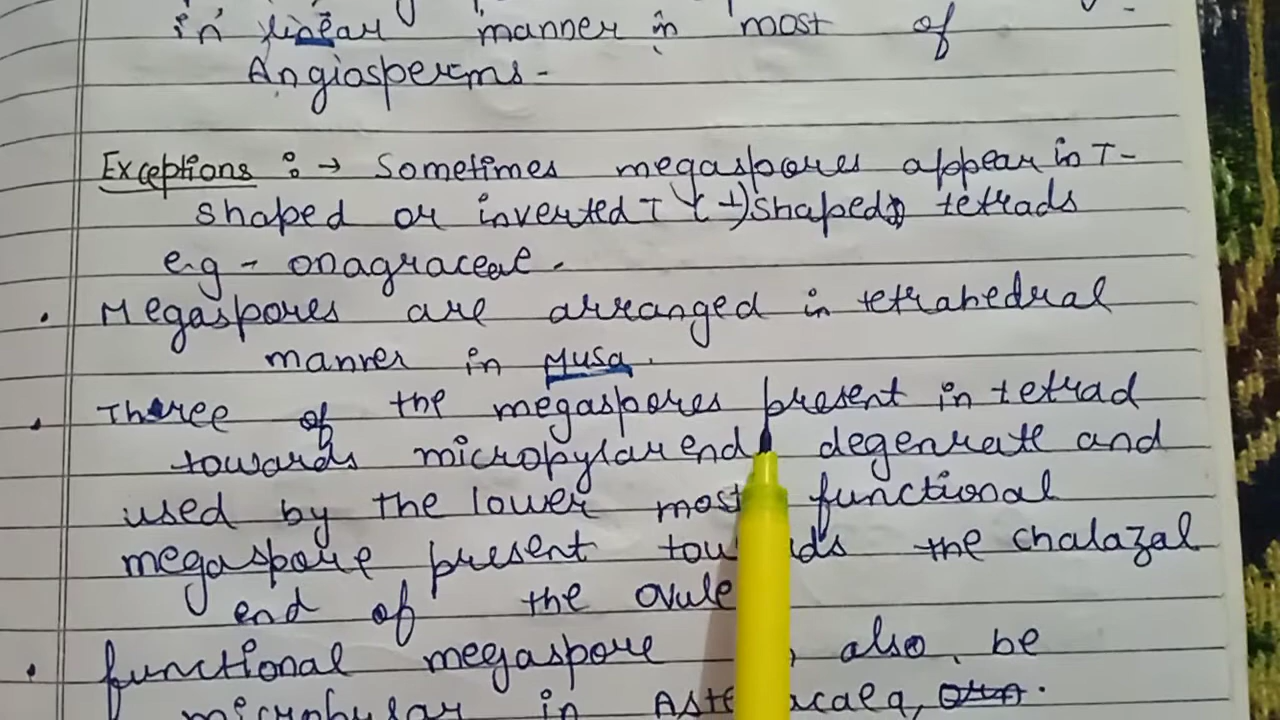 in linear manner in most of
Angiosperms-
Exceptions :→ Sometimes megaspores appear in T-
shaped or inverted T (⊥) shaped tetrads
e.g - onagraceae.
• Megaspores are arranged in tetrahedral
manner in Musa.
• Three of the megaspores present in tetrad
towards micropylar end degenrate and
used by the lower most functional
megaspore present towards the chalazal
end of the ovule
• functional megaspore also be
micropylar in